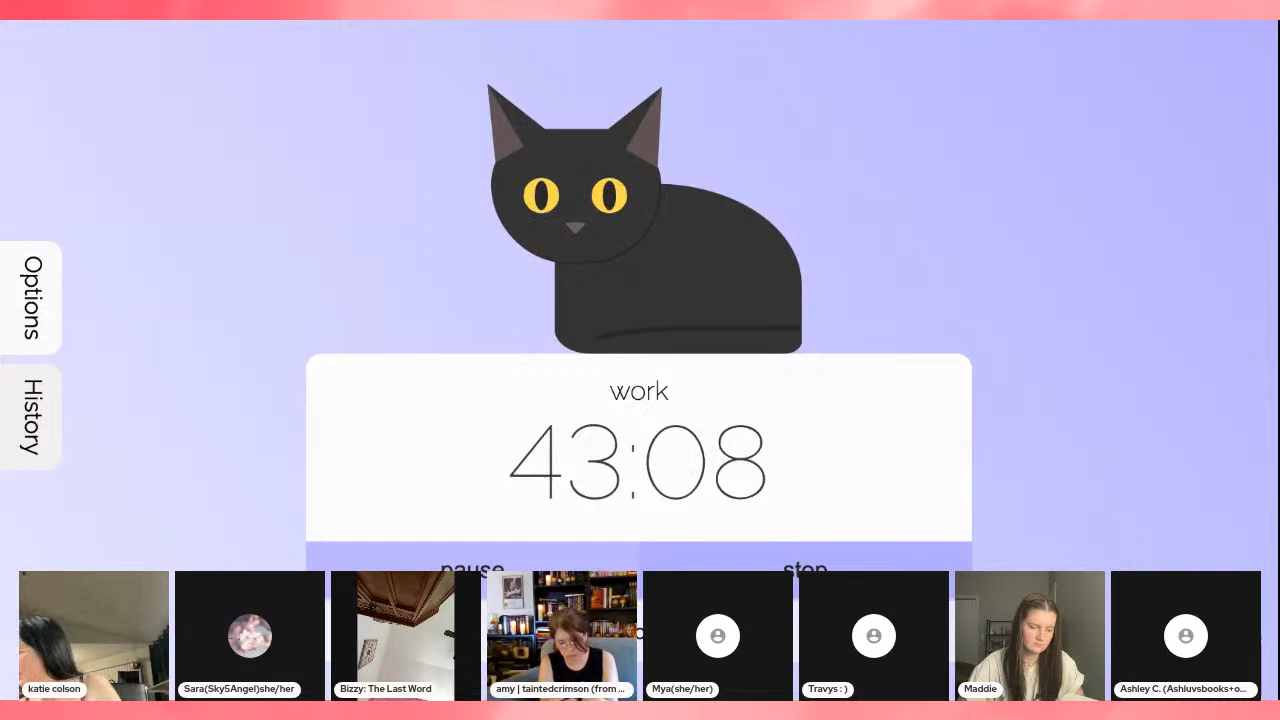 Options
History
work
43:08
pause
stop
katie colson
Sara(Sky5Angel)she/her
Bizzy: The Last Word
amy | taintedcrimson (from ...
Mya(she/her)
Travys : )
Maddie
Ashley C. (Ashluvsbooks+o...